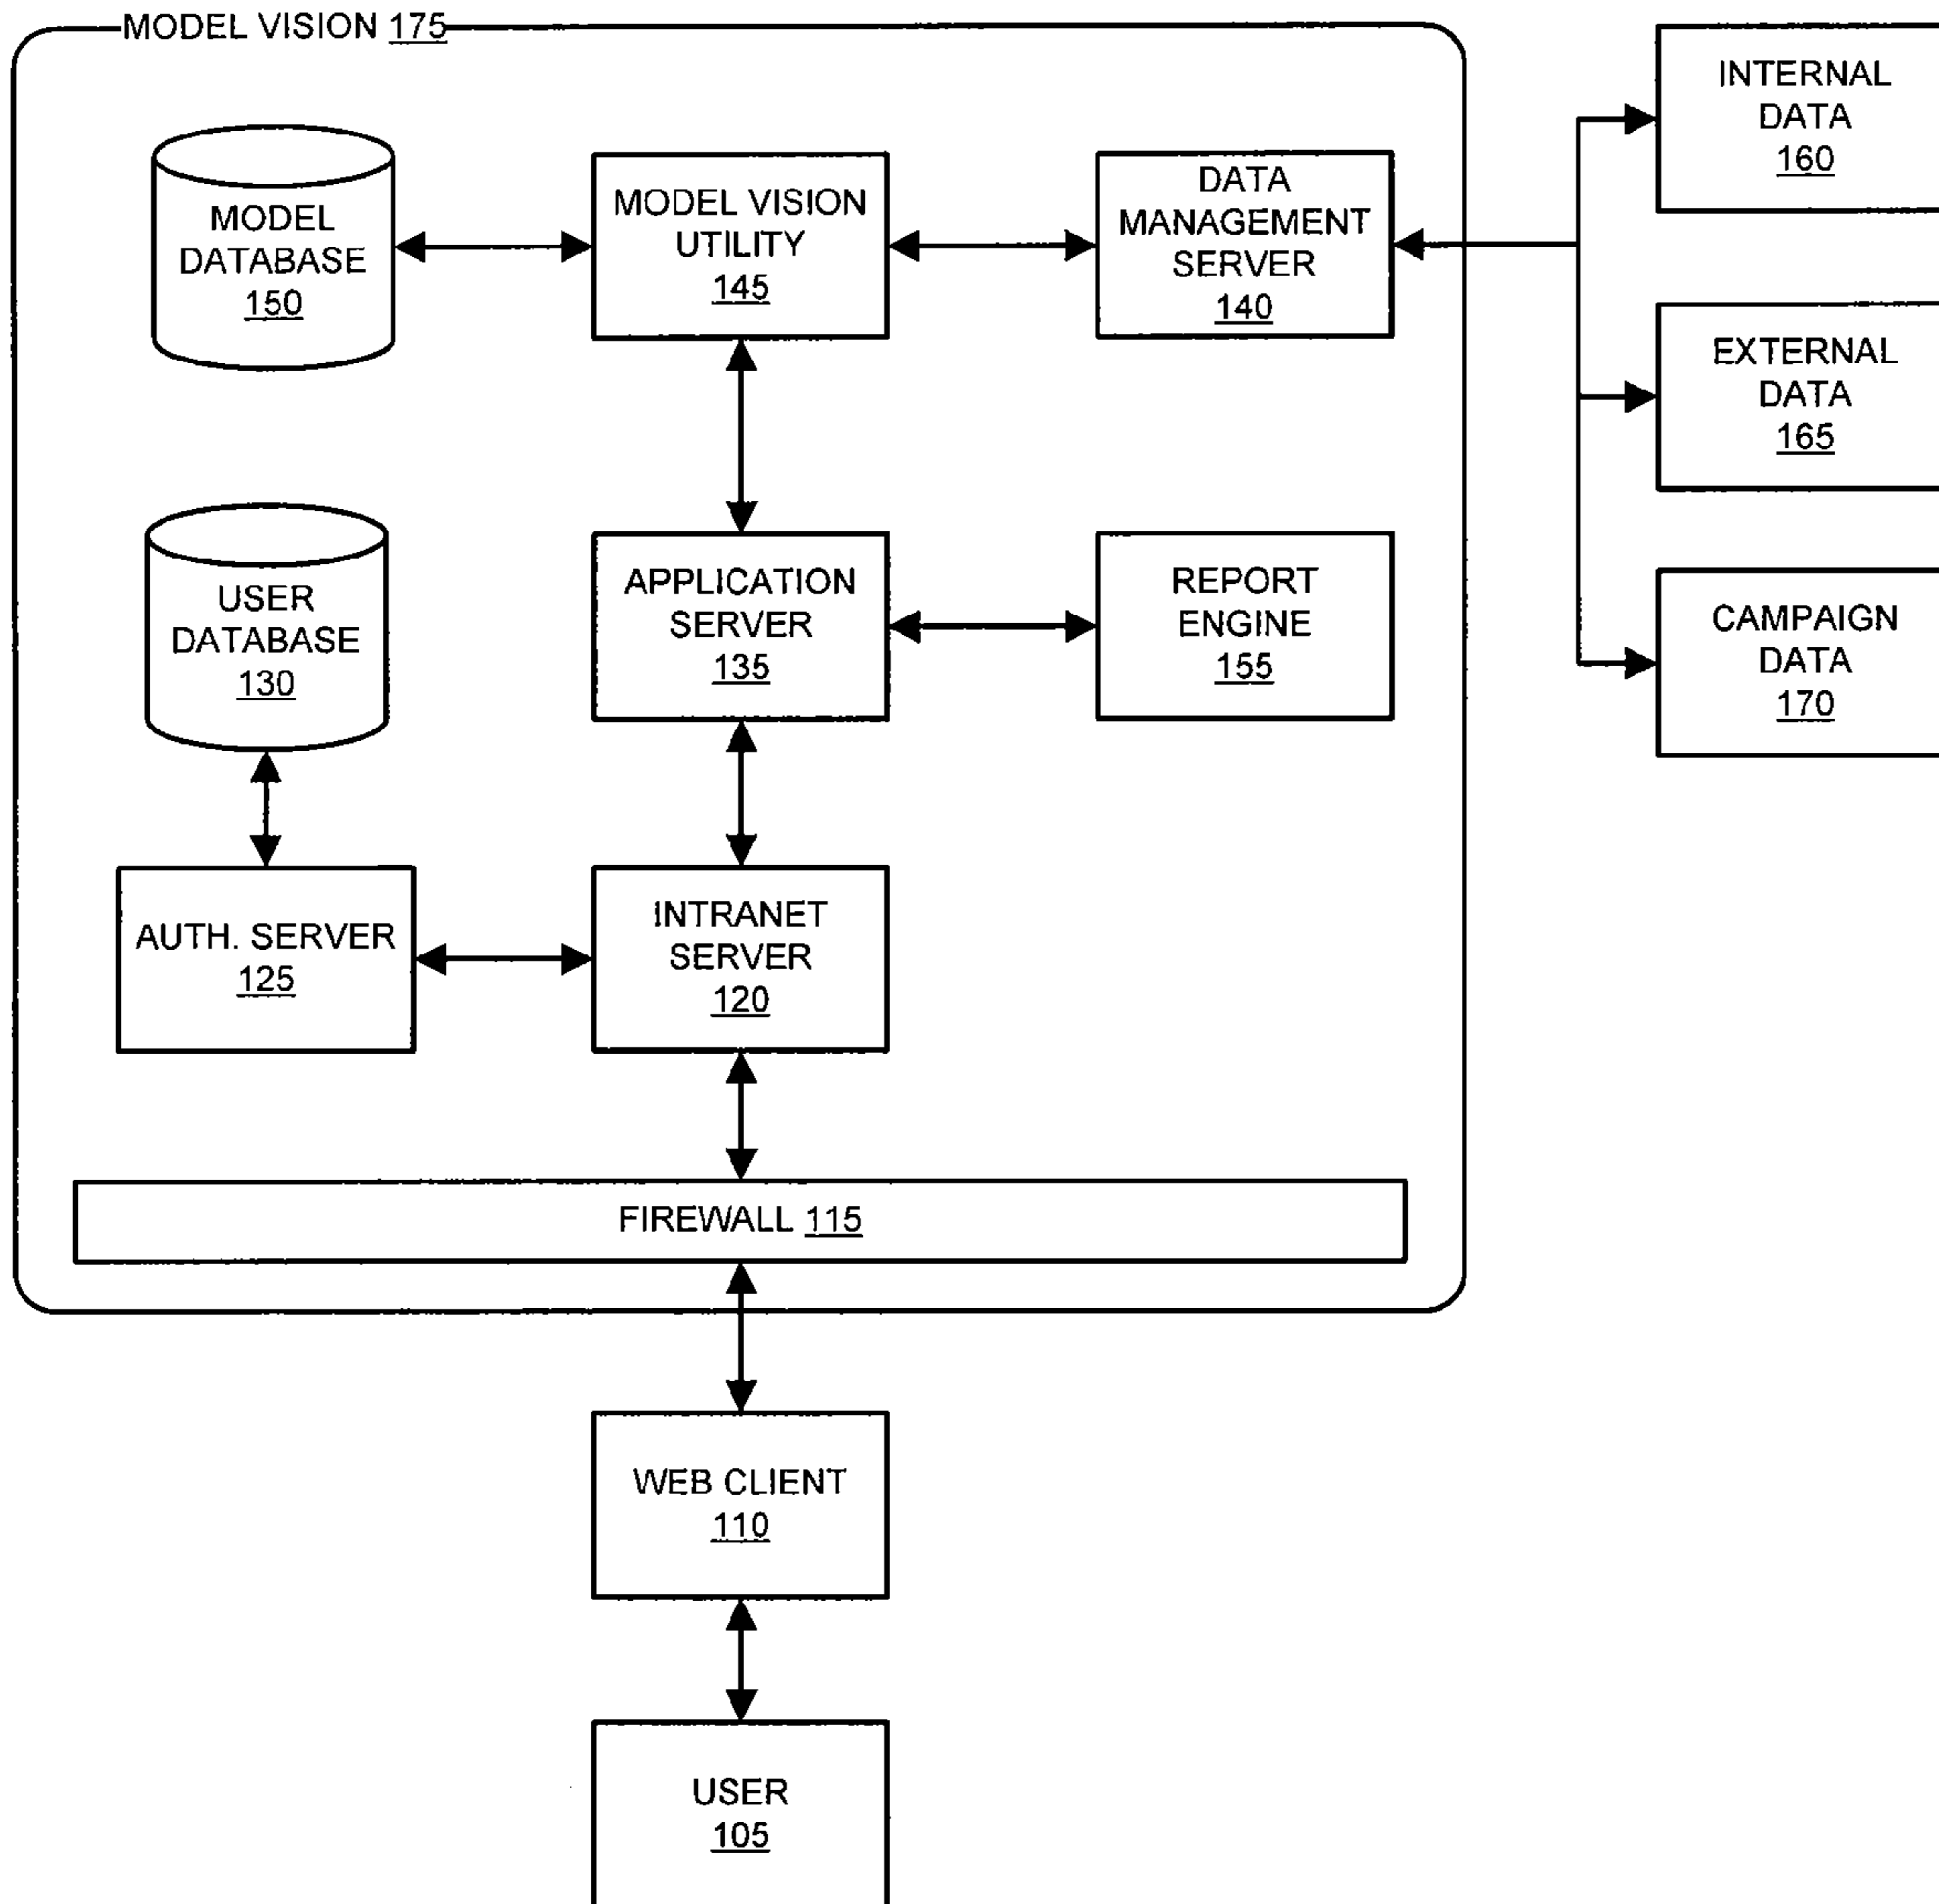 MODEL VISION 175
INTERNAL
DATA
160
MODEL
DATABASE
150
MODEL VISION
UTILITY
145
DATA
MANAGEMENT
SERVER
140
EXTERNAL
DATA
165
USER
DATABASE
130
APPLICATION
SERVER
135
REPORT
ENGINE
155
CAMPAIGN
DATA
170
AUTH. SERVER
125
INTRANET
SERVER
120
FIREWALL 115
WEB CLIENT
110
USER
105